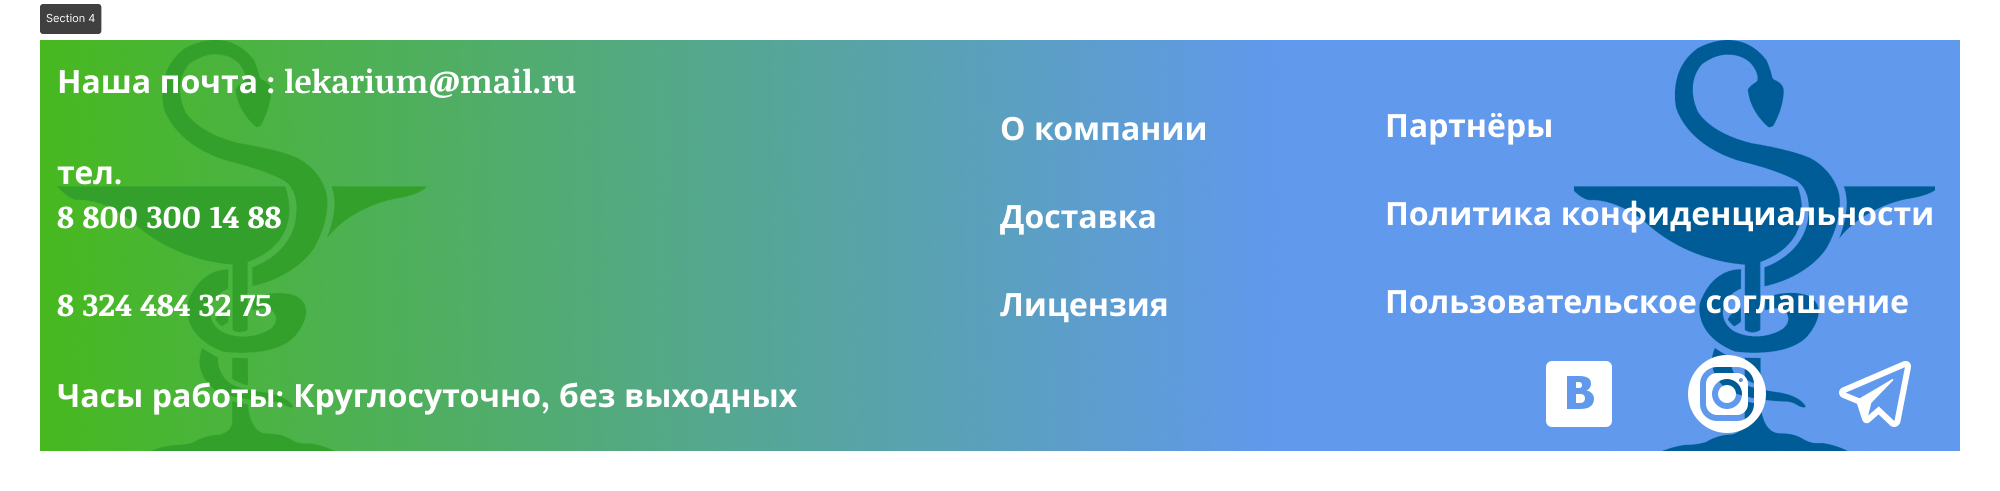 Section 4
Наша почта : lekarium@mail.ru
тел.
8 800 300 14 88
8 324 484 32 75
Часы работы: Круглосуточно, без выходных
О компании
Доставка
Лицензия
Партнёры
Политика конфиденциальности
Пользовательское соглашение
B